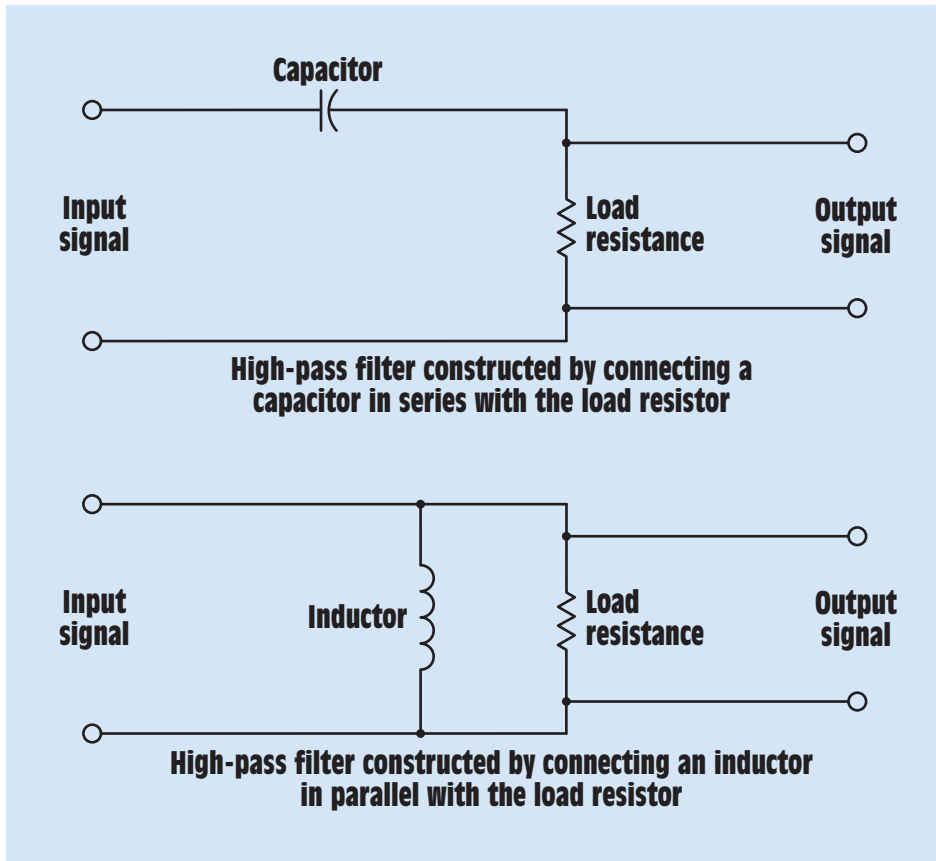 Capacitor
Input
signal
Load
resistance
Output
signal
High-pass filter constructed by connecting a
capacitor in series with the load resistor
Input
signal
Inductor
Load
resistance
Output
signal
High-pass filter constructed by connecting an inductor
in parallel with the load resistor